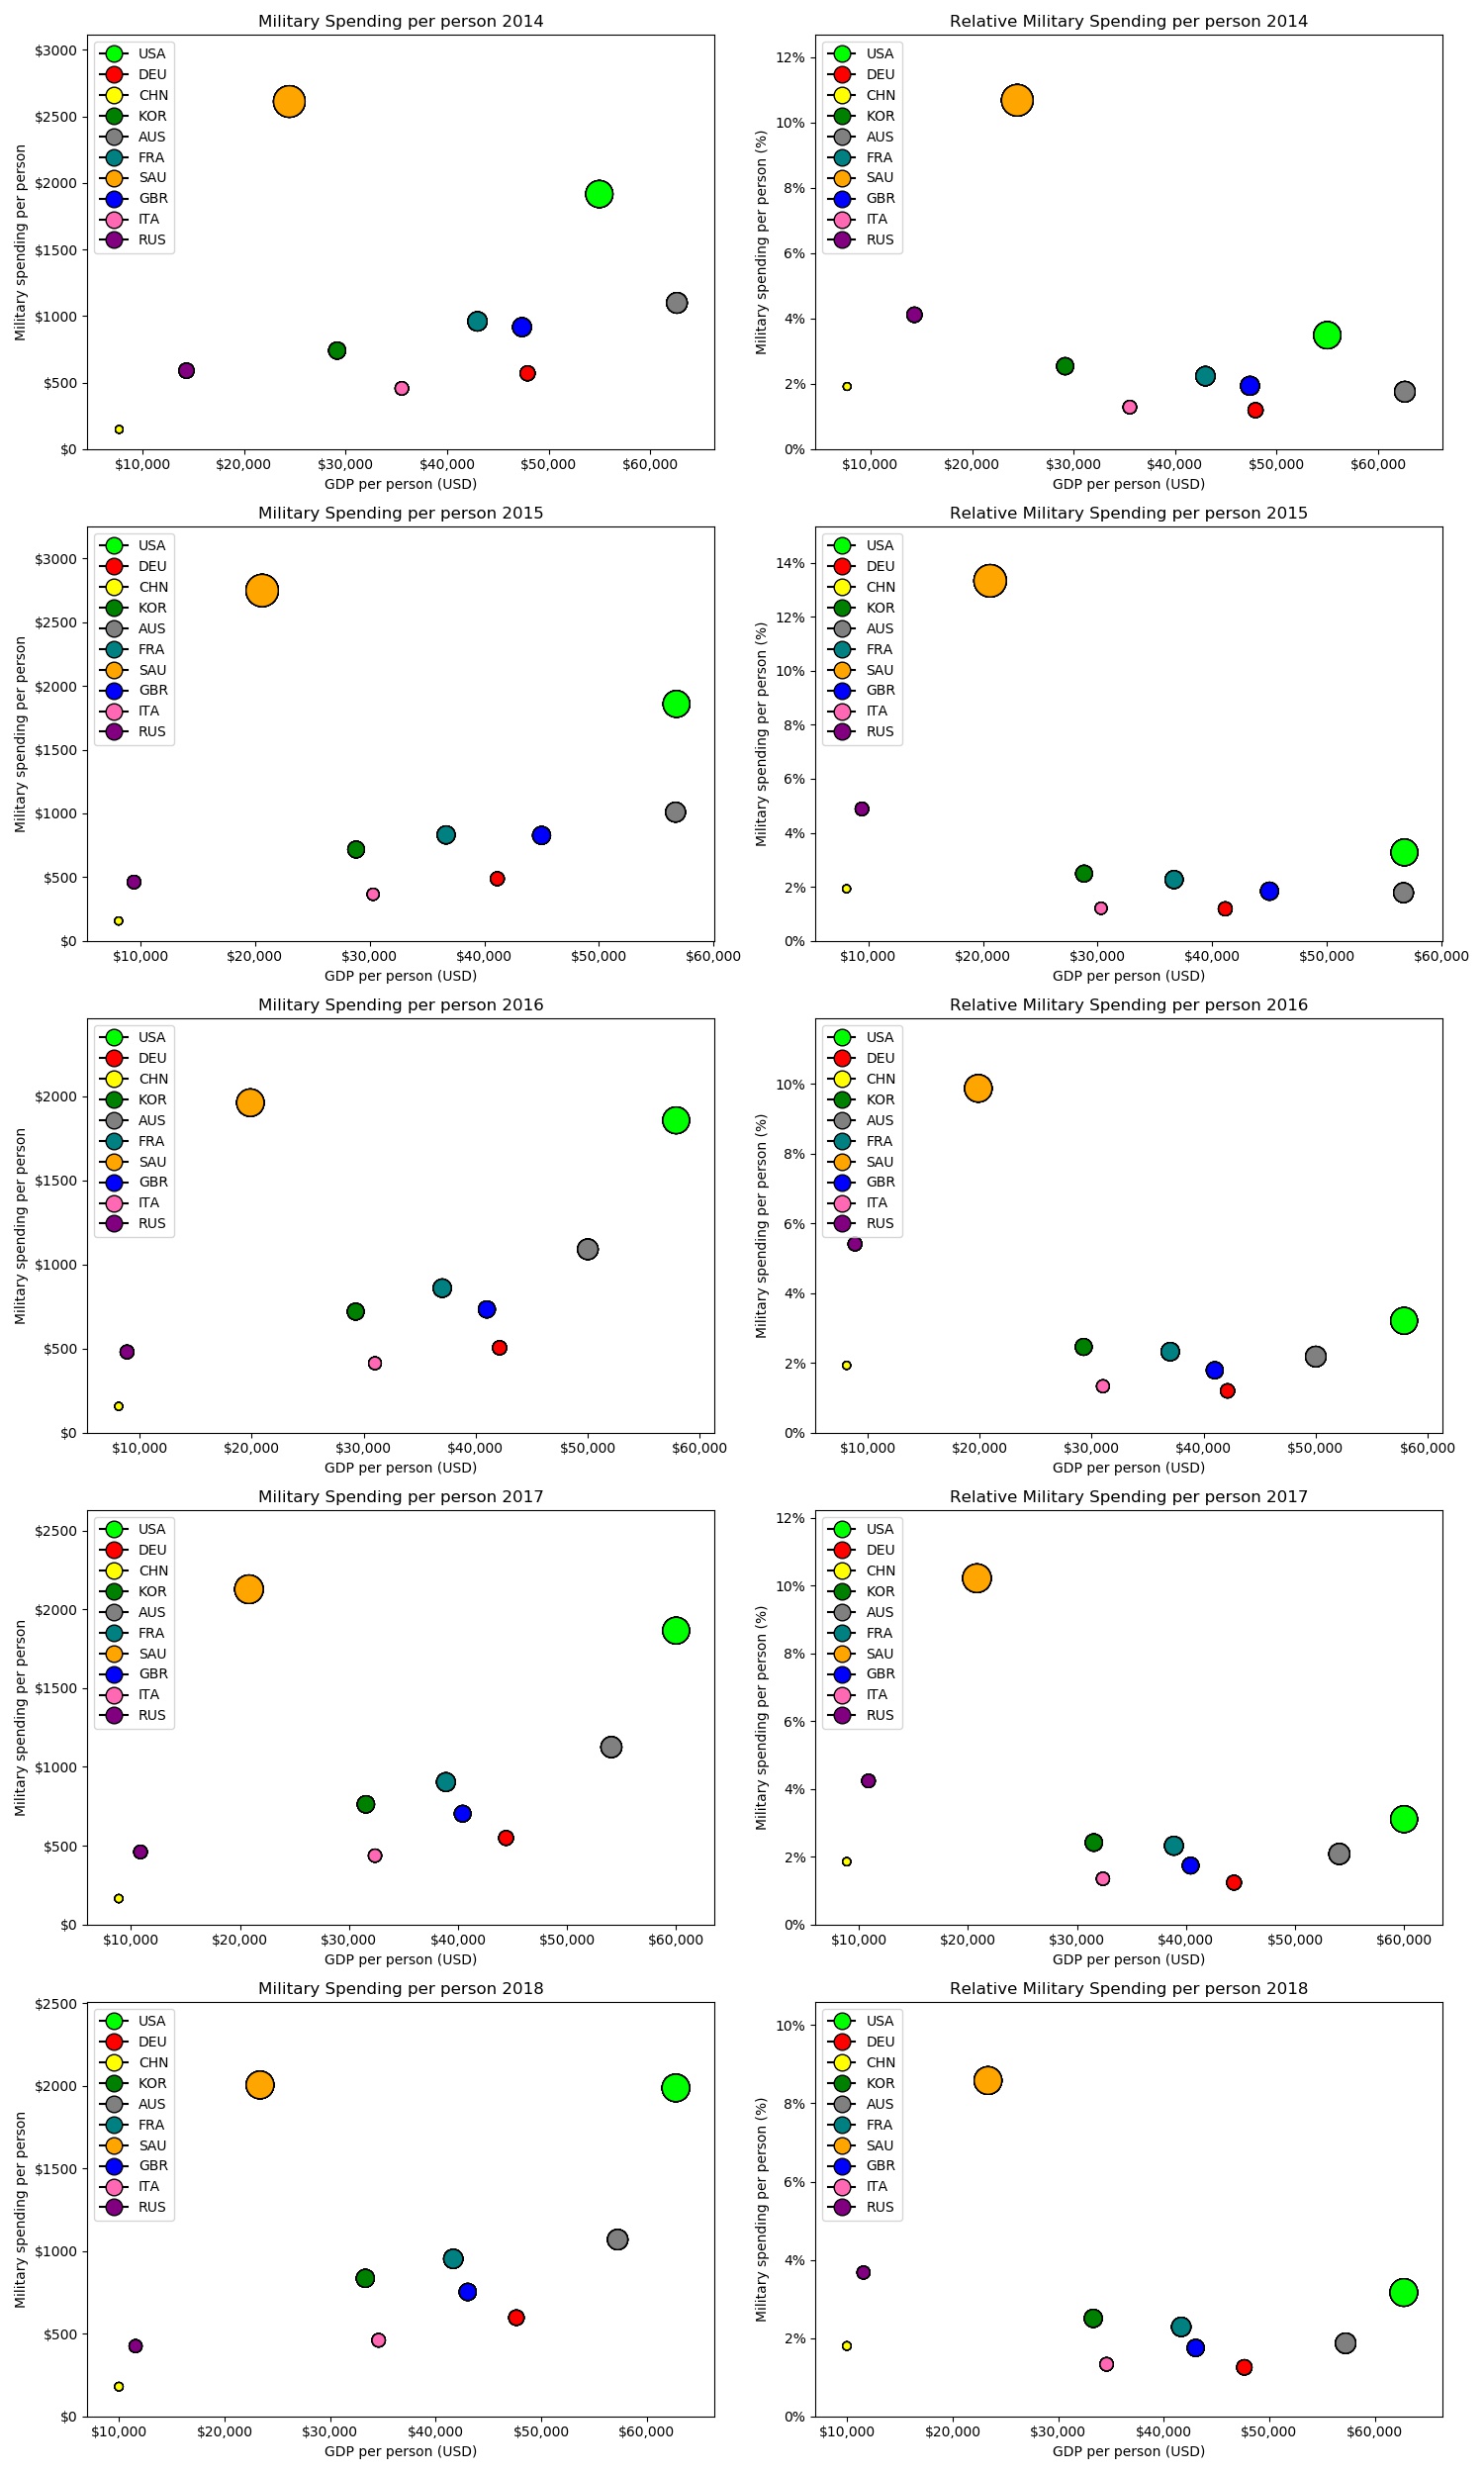 Military Spending per person 2014
Military spending per person
$3000
$2500
$2000
$1500
$1000
$500
$0
USA
DEU
CHN
KOR
AUS
FRA
SAU
GBR
ITA
RUS
$10,000 $20,000 $30,000 $40,000 $50,000 $60,000
GDP per person (USD)
Relative Military Spending per person 2014
Military spending per person (%)
12%
10%
8%
6%
4%
2%
0%
USA
DEU
CHN
KOR
AUS
FRA
SAU
GBR
ITA
RUS
$10,000 $20,000 $30,000 $40,000 $50,000 $60,000
GDP per person (USD)
Military Spending per person 2015
Military spending per person
$3000
$2500
$2000
$1500
$1000
$500
$0
USA
DEU
CHN
KOR
AUS
FRA
SAU
GBR
ITA
RUS
$10,000 $20,000 $30,000 $40,000 $50,000 $60,000
GDP per person (USD)
Relative Military Spending per person 2015
Military spending per person (%)
14%
12%
10%
8%
6%
4%
2%
0%
USA
DEU
CHN
KOR
AUS
FRA
SAU
GBR
ITA
RUS
$10,000 $20,000 $30,000 $40,000 $50,000 $60,000
GDP per person (USD)
Military Spending per person 2016
Military spending per person
$2000
$1500
$1000
$500
$0
USA
DEU
CHN
KOR
AUS
FRA
SAU
GBR
ITA
RUS
$10,000 $20,000 $30,000 $40,000 $50,000 $60,000
GDP per person (USD)
Relative Military Spending per person 2016
Military spending per person (%)
10%
8%
6%
4%
2%
0%
USA
DEU
CHN
KOR
AUS
FRA
SAU
GBR
ITA
RUS
$10,000 $20,000 $30,000 $40,000 $50,000 $60,000
GDP per person (USD)
Military Spending per person 2017
Military spending per person
$2500
$2000
$1500
$1000
$500
$0
USA
DEU
CHN
KOR
AUS
FRA
SAU
GBR
ITA
RUS
$10,000 $20,000 $30,000 $40,000 $50,000 $60,000
GDP per person (USD)
Relative Military Spending per person 2017
Military spending per person (%)
12%
10%
8%
6%
4%
2%
0%
USA
DEU
CHN
KOR
AUS
FRA
SAU
GBR
ITA
RUS
$10,000 $20,000 $30,000 $40,000 $50,000 $60,000
GDP per person (USD)
Military Spending per person 2018
Military spending per person
$2500
$2000
$1500
$1000
$500
$0
USA
DEU
CHN
KOR
AUS
FRA
SAU
GBR
ITA
RUS
$10,000 $20,000 $30,000 $40,000 $50,000 $60,000
GDP per person (USD)
Relative Military Spending per person 2018
Military spending per person (%)
10%
8%
6%
4%
2%
0%
USA
DEU
CHN
KOR
AUS
FRA
SAU
GBR
ITA
RUS
$10,000 $20,000 $30,000 $40,000 $50,000 $60,000
GDP per person (USD)